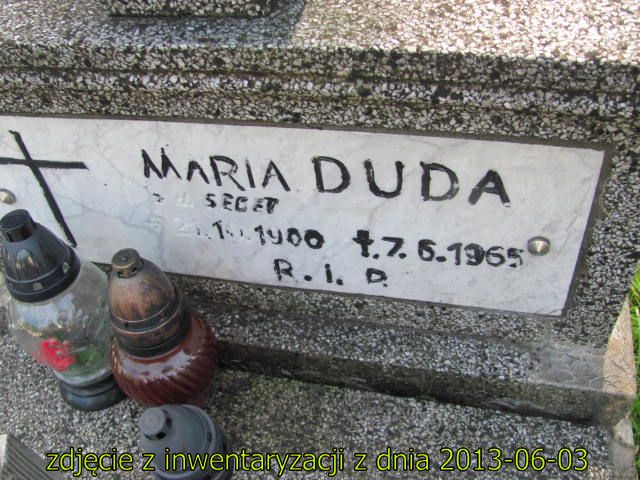 MARIA DUDA
z d. SEGET
21.10.1900 †.7.6.1965
R.I.P.
zdjęcie z inwentaryzacji z dnia 2013-06-03